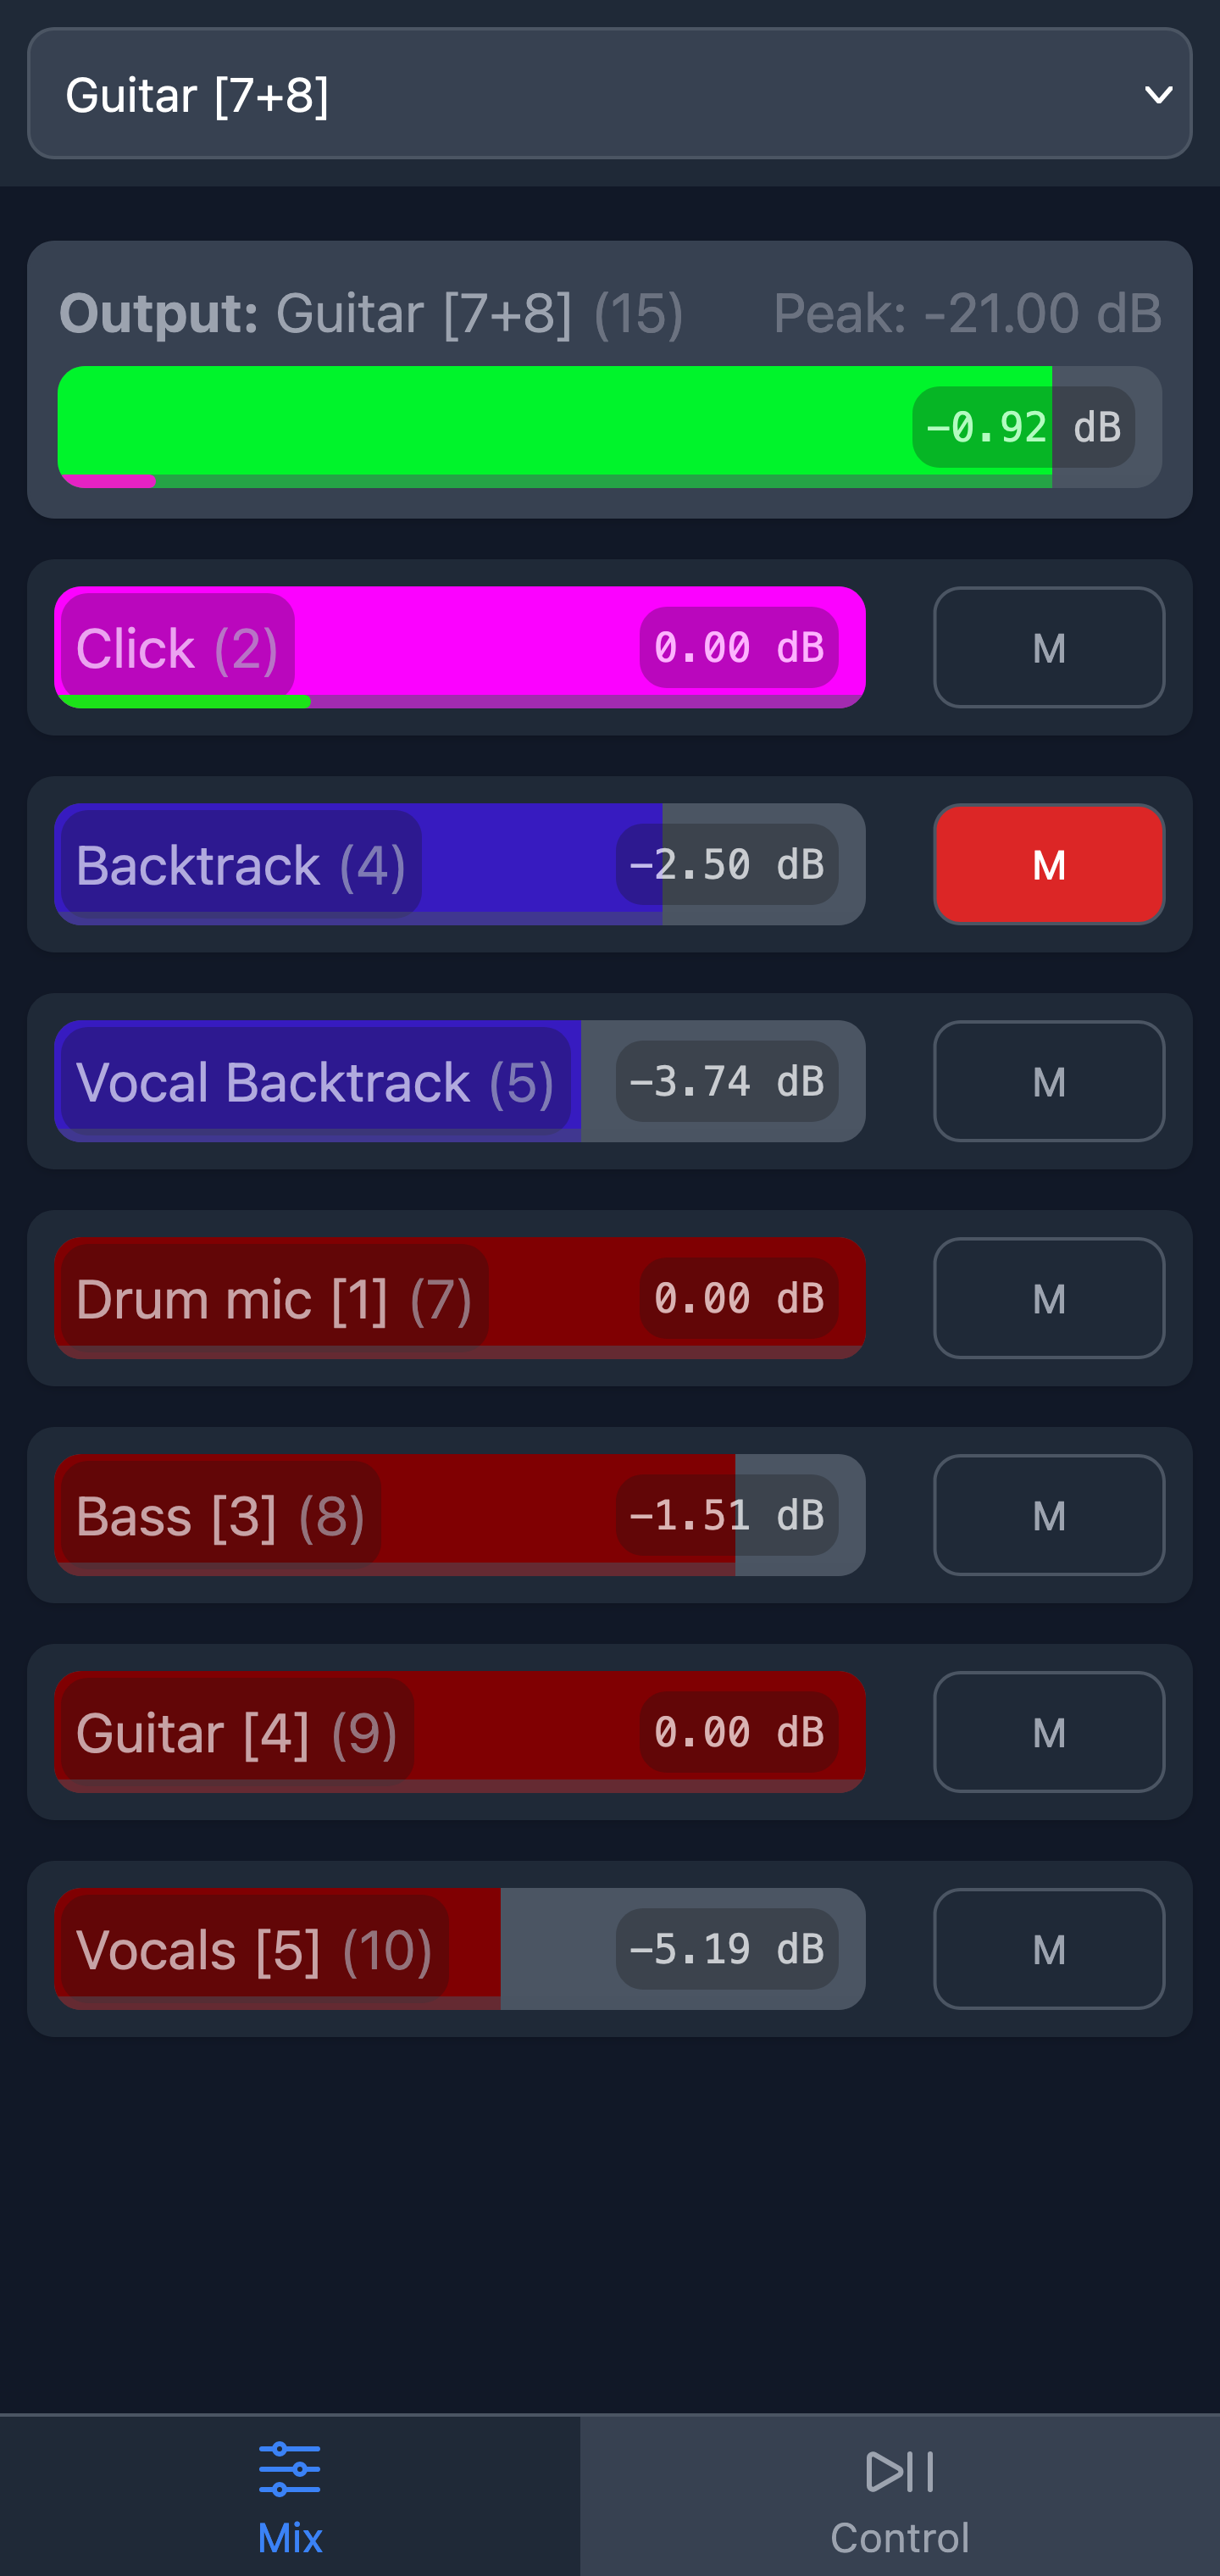 Guitar [7+8]
Output: Guitar [7+8] (15) Peak: -21.00 dB
−0.92 dB
Click (2) 0.00 dB M
Backtrack (4) −2.50 dB M
Vocal Backtrack (5) −3.74 dB M
Drum mic [1] (7) 0.00 dB M
Bass [3] (8) −1.51 dB M
Guitar [4] (9) 0.00 dB M
Vocals [5] (10) −5.19 dB M
Mix Control